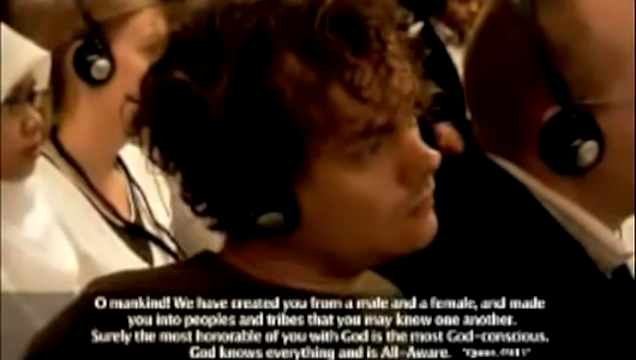 O mankind! We have created you from a male and a female, and made
you into peoples and tribes that you may know one another.
Surely the most honorable of you with God is the most God-conscious.
God knows everything and is All-Aware.